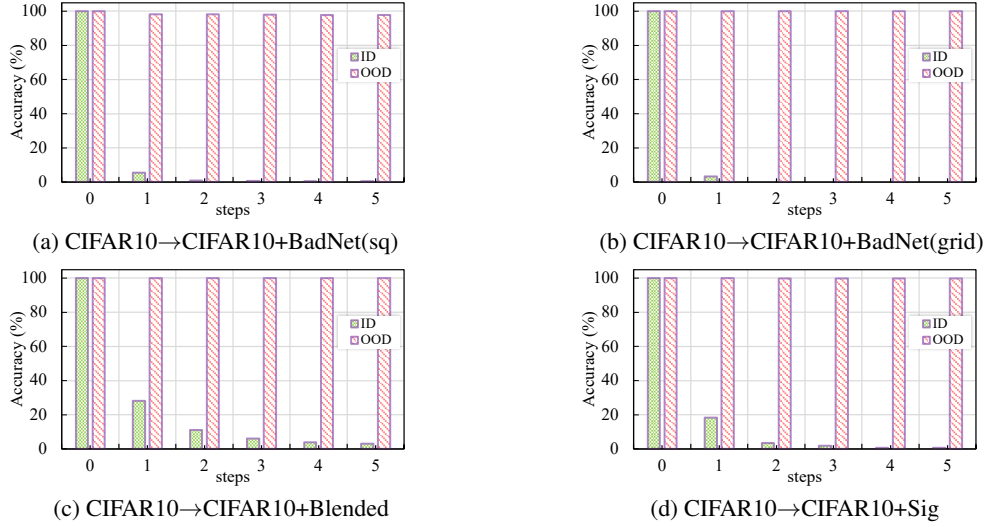 100
80
60
40
20
0
Accuracy (%)
ID
OOD
0 1 2 3 4 5
steps
(a) CIFAR10→CIFAR10+BadNet(sq)
100
80
60
40
20
0
Accuracy (%)
ID
OOD
0 1 2 3 4 5
steps
(b) CIFAR10→CIFAR10+BadNet(grid)
100
80
60
40
20
0
Accuracy (%)
ID
OOD
0 1 2 3 4 5
steps
(c) CIFAR10→CIFAR10+Blended
100
80
60
40
20
0
Accuracy (%)
ID
OOD
0 1 2 3 4 5
steps
(d) CIFAR10→CIFAR10+Sig